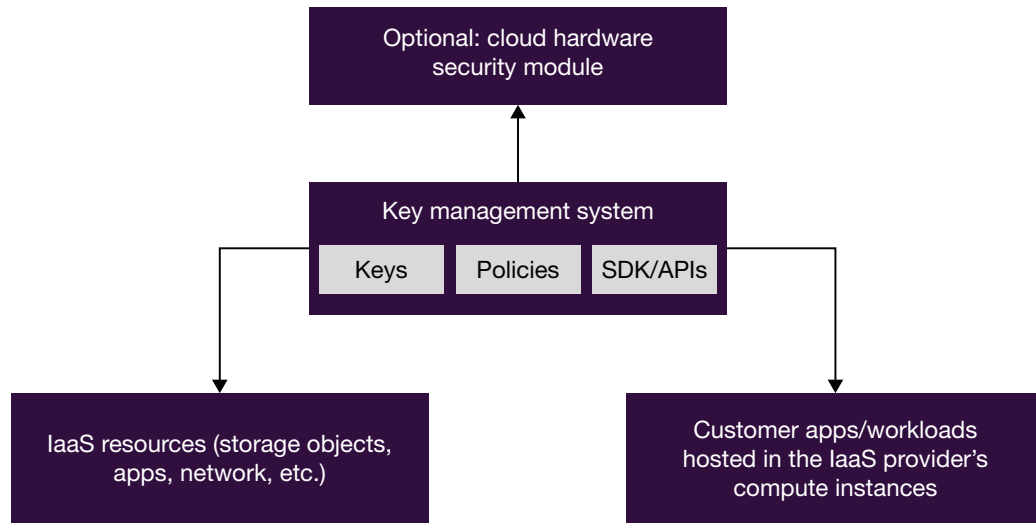 Optional: cloud hardware
security module
Key management system
Keys
Policies
SDK/APIs
IaaS resources (storage objects,
apps, network, etc.)
Customer apps/workloads
hosted in the IaaS provider’s
compute instances